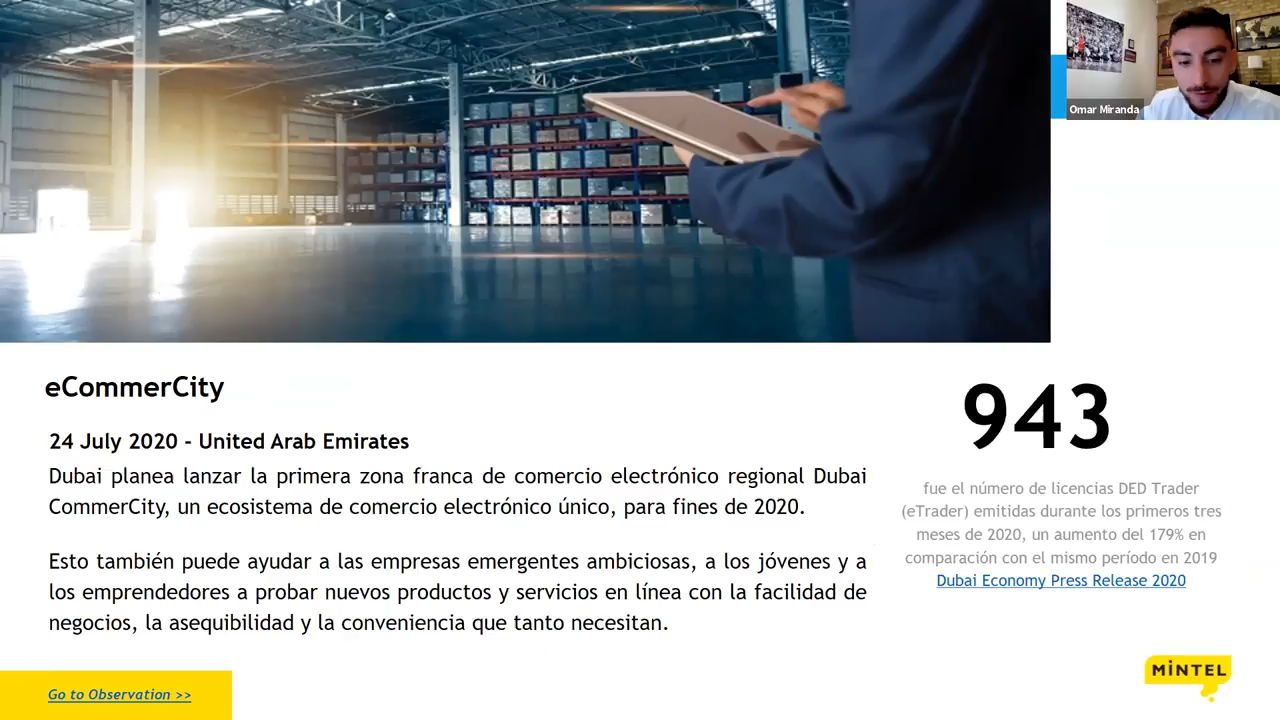 Omar Miranda
eCommerCity
24 July 2020 - United Arab Emirates
Dubai planea lanzar la primera zona franca de comercio electrónico regional Dubai
CommerCity, un ecosistema de comercio electrónico único, para fines de 2020.
Esto también puede ayudar a las empresas emergentes ambiciosas, a los jóvenes y a
los emprendedores a probar nuevos productos y servicios en línea con la facilidad de
negocios, la asequibilidad y la conveniencia que tanto necesitan.
943
fue el número de licencias DED Trader
(eTrader) emitidas durante los primeros tres
meses de 2020, un aumento del 179% en
comparación con el mismo período en 2019
Dubai Economy Press Release 2020
Go to Observation >>
MiNTEL